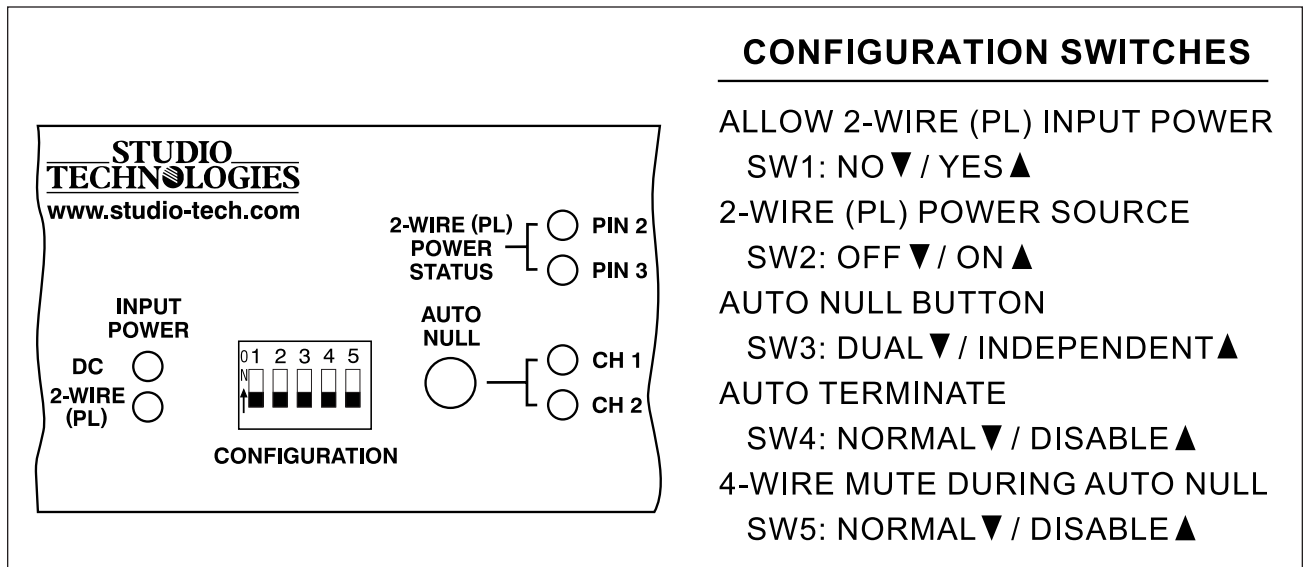 STUDIO
TECHNOLOGIES
www.studio-tech.com
2-WIRE (PL)
POWER
STATUS
PIN 2
PIN 3
INPUT
POWER
DC
2-WIRE
(PL)
0 1 2 3 4 5
N
CONFIGURATION
AUTO
NULL
CH 1
CH 2
CONFIGURATION SWITCHES
ALLOW 2-WIRE (PL) INPUT POWER
SW1: NO▼ / YES▲
2-WIRE (PL) POWER SOURCE
SW2: OFF▼ / ON▲
AUTO NULL BUTTON
SW3: DUAL▼ / INDEPENDENT▲
AUTO TERMINATE
SW4: NORMAL▼ / DISABLE▲
4-WIRE MUTE DURING AUTO NULL
SW5: NORMAL▼ / DISABLE▲